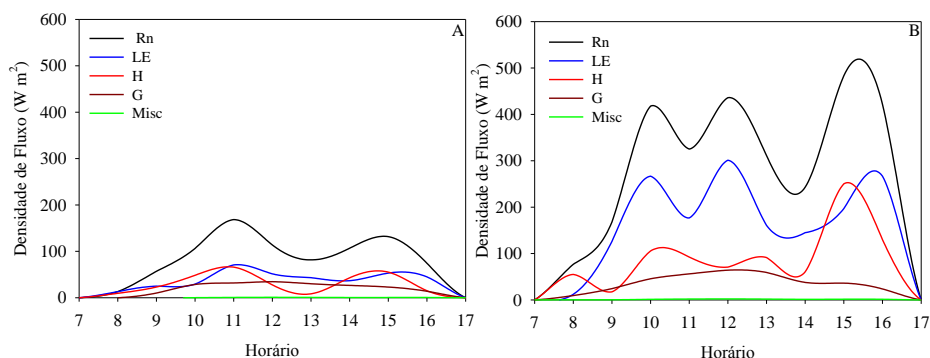 A
Densidade de Fluxo (W m²)
600
500
400
300
200
100
0
Rn
LE
H
G
Misc
7 8 9 10 11 12 13 14 15 16 17
Horário
B
Densidade de Fluxo (W m²)
600
500
400
300
200
100
0
Rn
LE
H
G
Misc
7 8 9 10 11 12 13 14 15 16 17
Horário